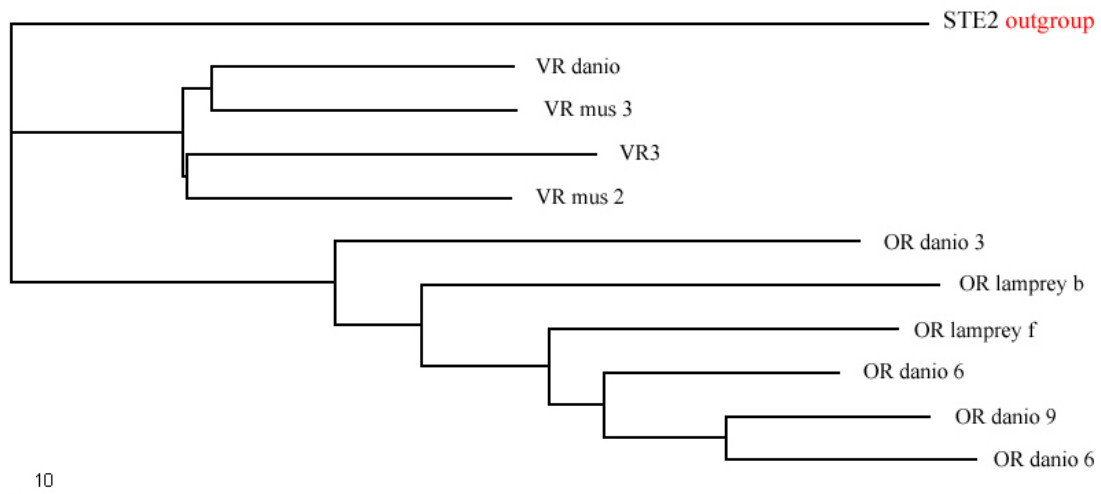 STE2 outgroup
VR danio
VR mus 3
VR3
VR mus 2
OR danio 3
OR lamprey b
OR lamprey f
OR danio 6
OR danio 9
OR danio 6
10